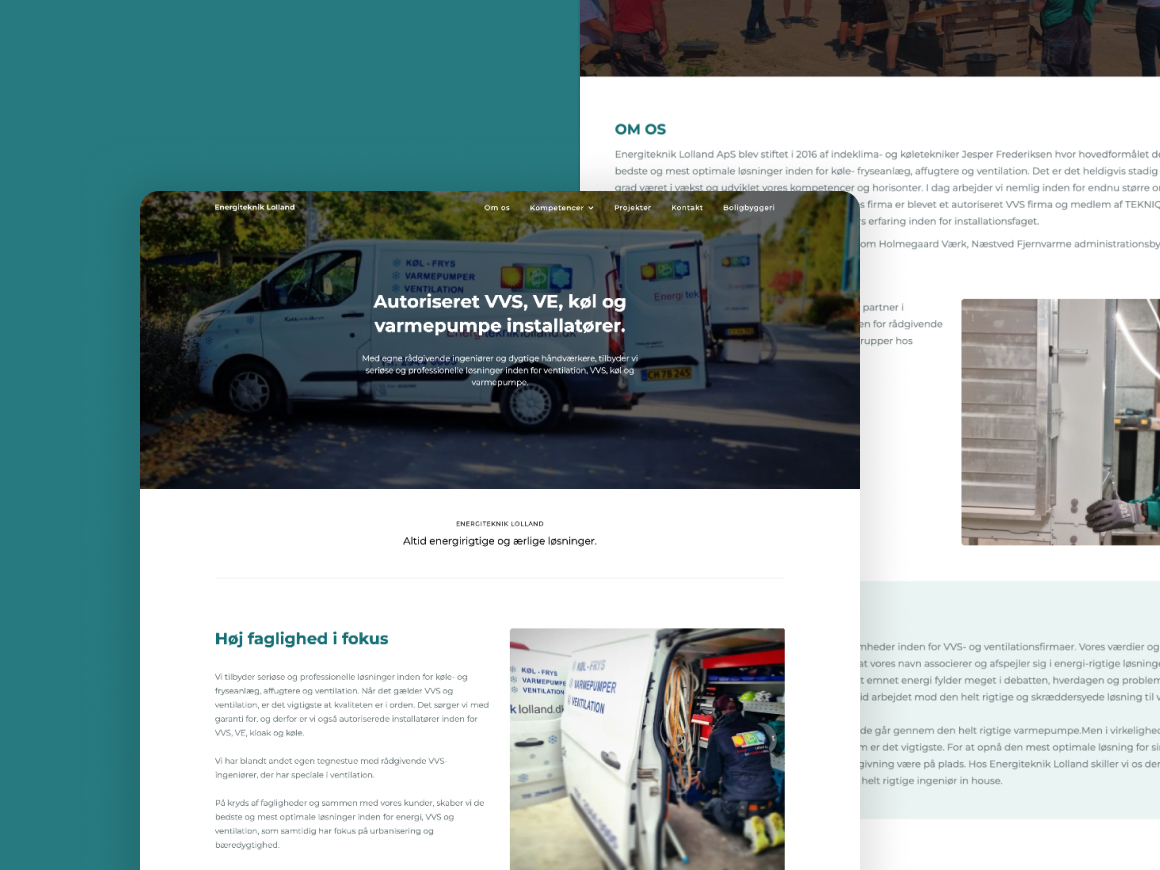 OM OS
Energiteknik Lolland ApS blev stiftet i 2016 af indeklima- og køletekniker Jesper Frederiksen hvor hovedformålet
bedste og mest optimale løsninger inden for køle- fryseanlæg, affugtere og ventilation. Det er det heldigvis stadig
grad været i vækst og udviklet vores kompetencer og horisonter. I dag arbejder vi nemlig inden for endnu større
s firma er blevet et autoriseret VVS firma og medlem af TEKNIQ
erfaring inden for installationsfaget.
om Holmegaard Værk, Næstved Fjernvarme administrationsby
partner i
en for rådgivende
rupper hos
Energiteknik Lolland
Om os Kompetencer Projekter Kontakt Boligbyggeri
KØL - FRYS
VARMEPUMPER
VENTILATION
Energi tek
Autoriseret VVS, VE, køl og
varmepumpe installatører.
Energiteknik lolland.dk
Med egne rådgivende ingeniører og dygtige håndværkere, tilbyder vi
seriøse og professionelle løsninger inden for ventilation, VVS, køl og
varmepumpe.
CH 78 245
ENERGITEKNIK LOLLAND
Altid energirigtige og ærlige løsninger.
Høj faglighed i fokus
Vi tilbyder seriøse og professionelle løsninger inden for køle- og
fryseanlæg, affugtere og ventilation. Når det gælder VVS og
ventilation, er det vigtigste at kvaliteten er i orden. Det sørger vi med
garanti for, og derfor er vi også autoriserede installatører inden for
VVS, VE, kloak og køle.
Vi har blandt andet egen tegnestue med rådgivende VVS-
ingeniører, der har speciale i ventilation.
På kryds af fagligheder og sammen med vores kunder, skaber vi de
bedste og mest optimale løsninger inden for energi, VVS og
ventilation, som samtidig har fokus på urbanisering og
bæredygtighed.
KØL - FRYS
VARMEPUMPE
VENTILATION
k lolland.dk
KØL - FRYS
VARMEPUMPER
VENTILATION
mheder inden for VVS- og ventilationsfirmaer. Vores værdier og
at vores navn associerer og afspejler sig i energi-rigtige løsninge
t emnet energi fylder meget i debatten, hverdagen og problem
id arbejdet mod den helt rigtige og skræddersyede løsning til v
de går gennem den helt rigtige varmepumpe.Men i virkelighed
m er det vigtigste. For at opnå den mest optimale løsning for si
givning være på plads. Hos Energiteknik Lolland skiller vi os der
helt rigtige ingeniør in house.